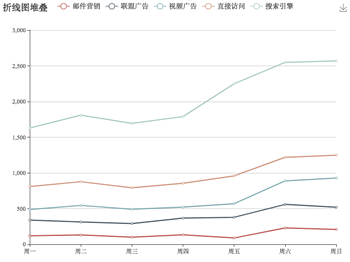 折线图堆叠
邮件营销 联盟广告 视频广告 直接访问 搜索引擎
3,000
2,500
2,000
1,500
1,000
500
0
周一 周二 周三 周四 周五 周六 周日